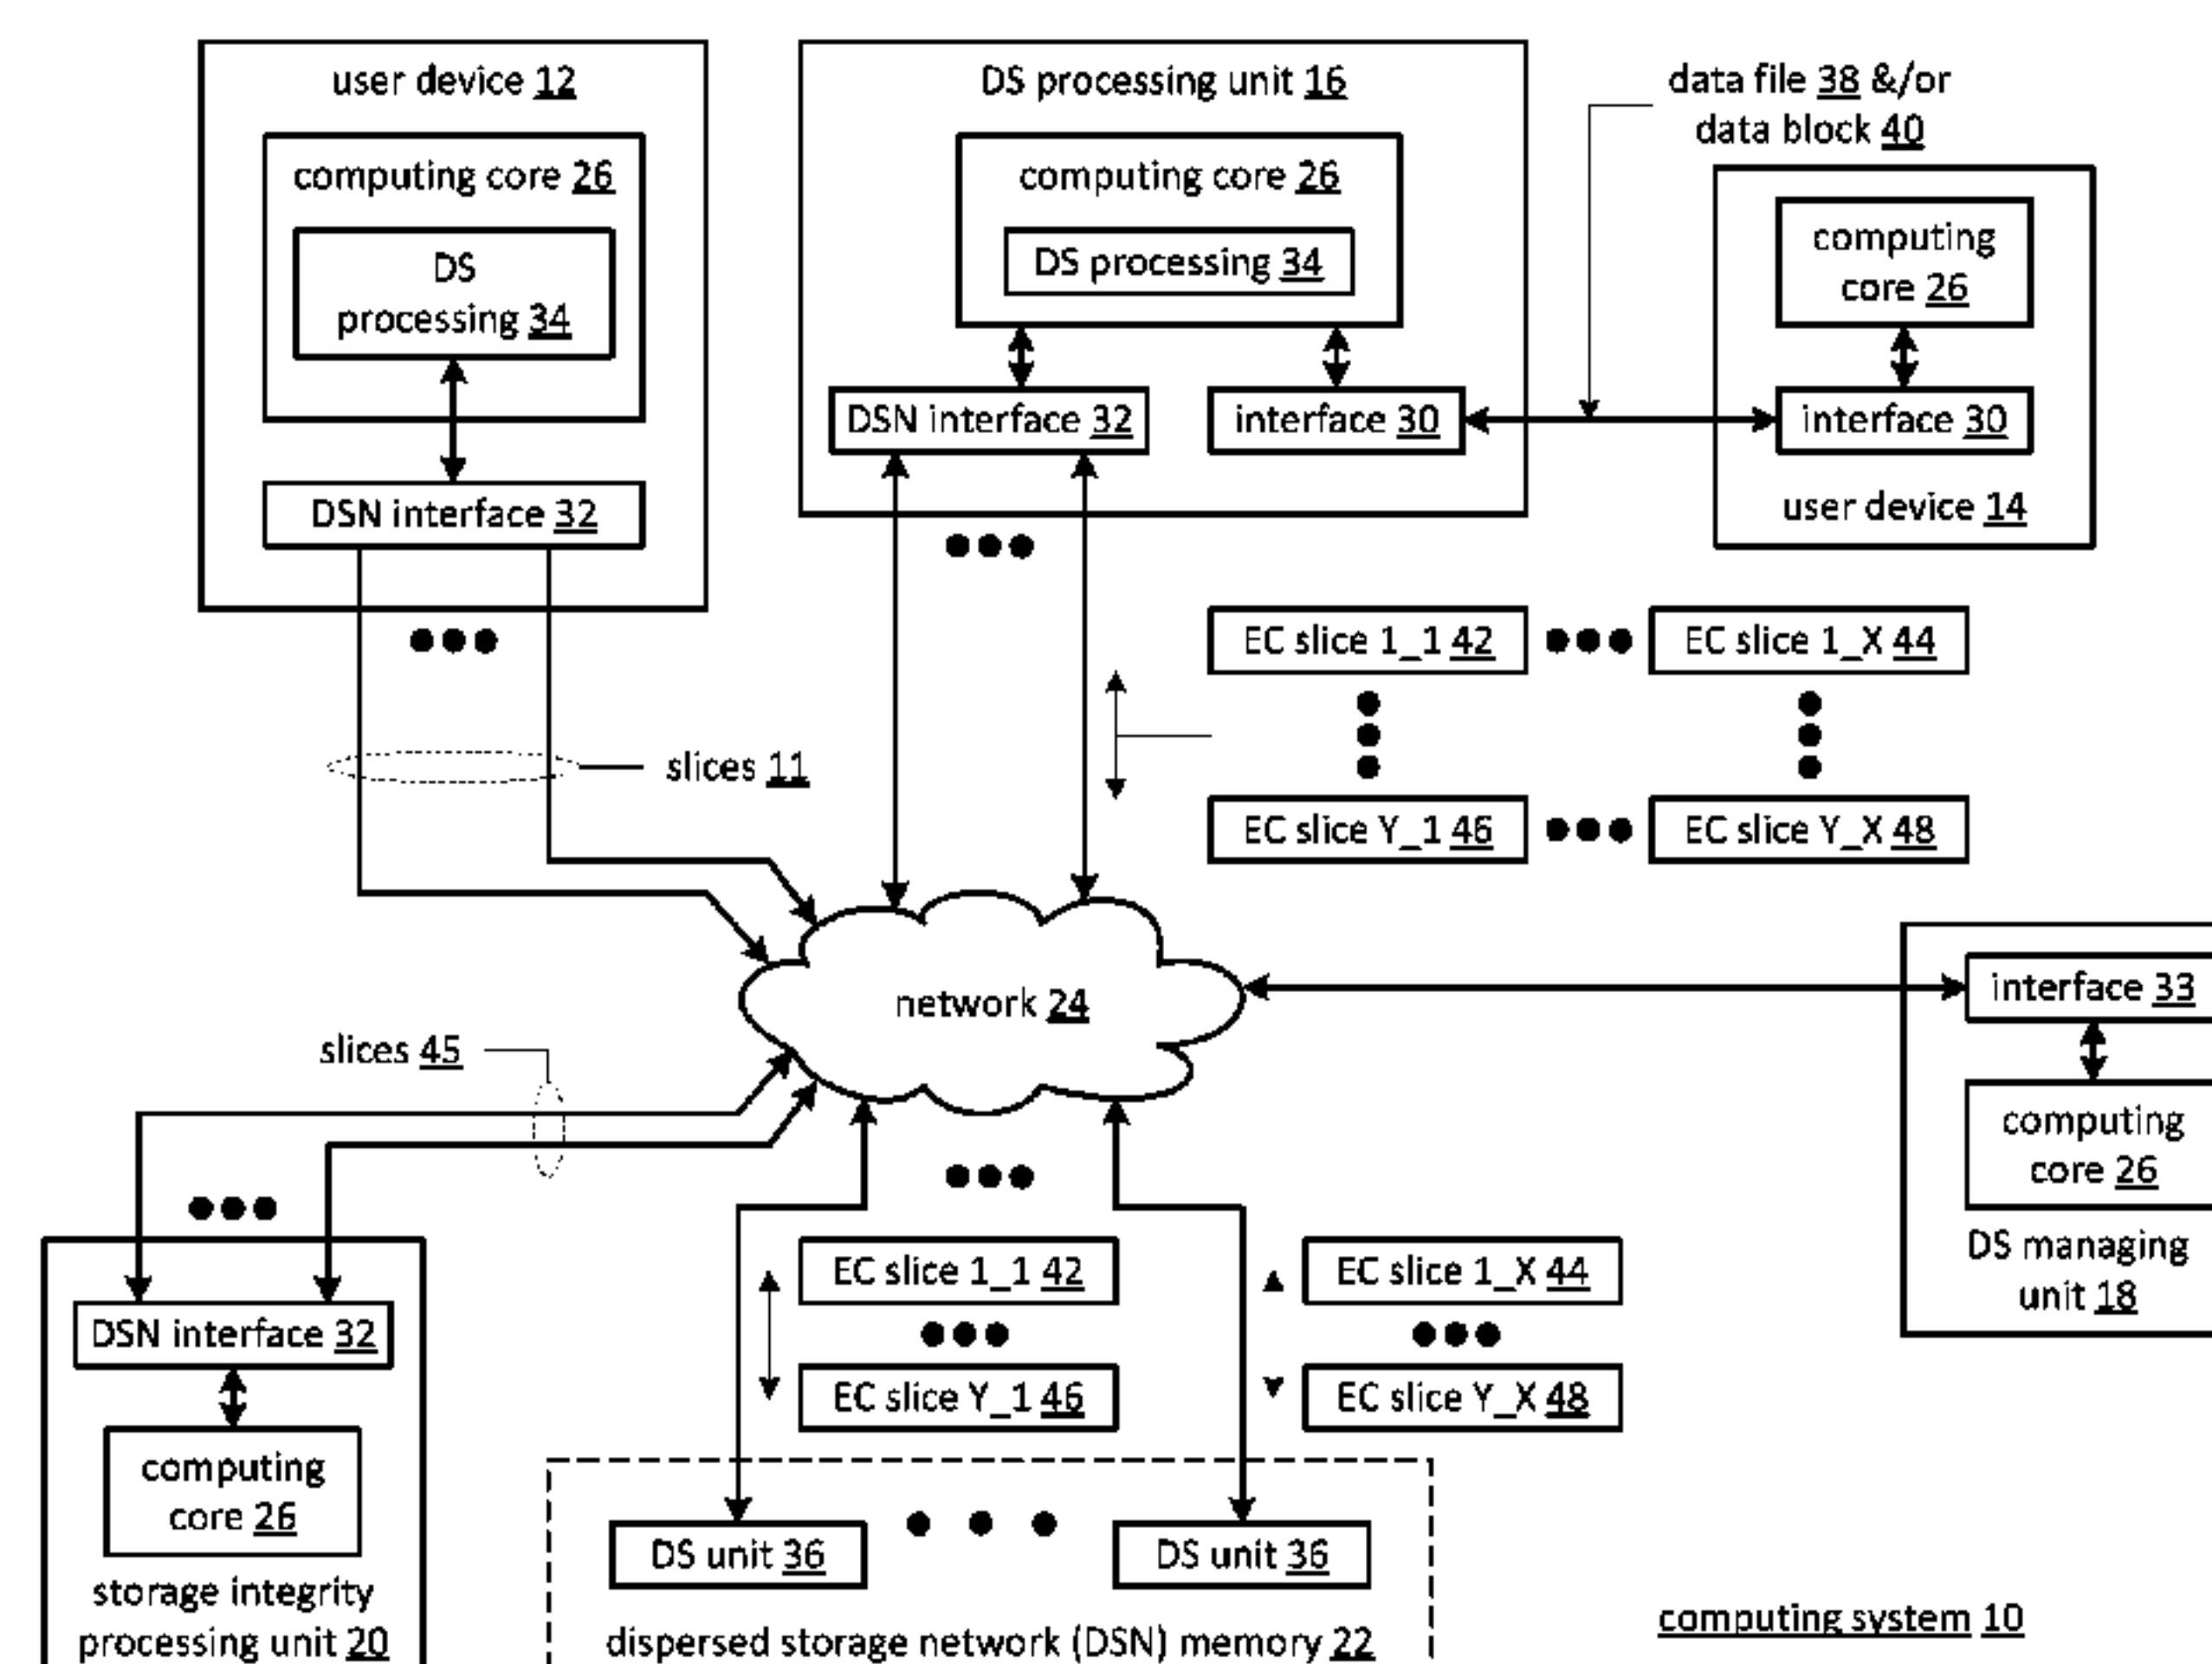 user device 12
computing core 26
DS
processing 34
DSN interface 32
slices 11
DS processing unit 16
computing core 26
DS processing 34
DSN interface 32
interface 30
data file 38 &/or
data block 40
computing
core 26
interface 30
user device 14
EC slice 1_1 42
EC slice 1_X 44
EC slice Y_1 46
EC slice Y_X 48
network 24
interface 33
computing
core 26
DS managing
unit 18
slices 45
DSN interface 32
computing
core 26
storage integrity
processing unit 20
EC slice 1_1 42
EC slice 1_X 44
EC slice Y_1 46
EC slice Y_X 48
DS unit 36
DS unit 36
dispersed storage network (DSN) memory 22
computing system 10